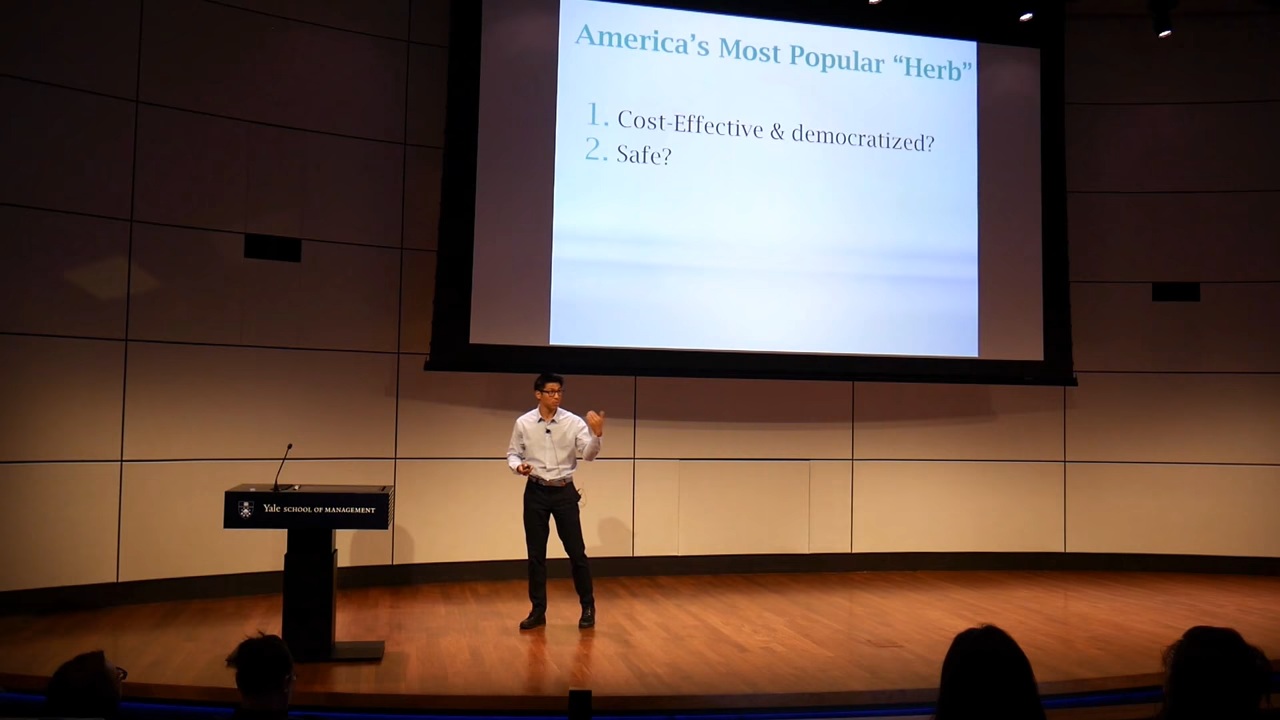 America's Most Popular “Herb”
1. Cost-Effective & democratized?
2. Safe?
Yale SCHOOL OF MANAGEMENT